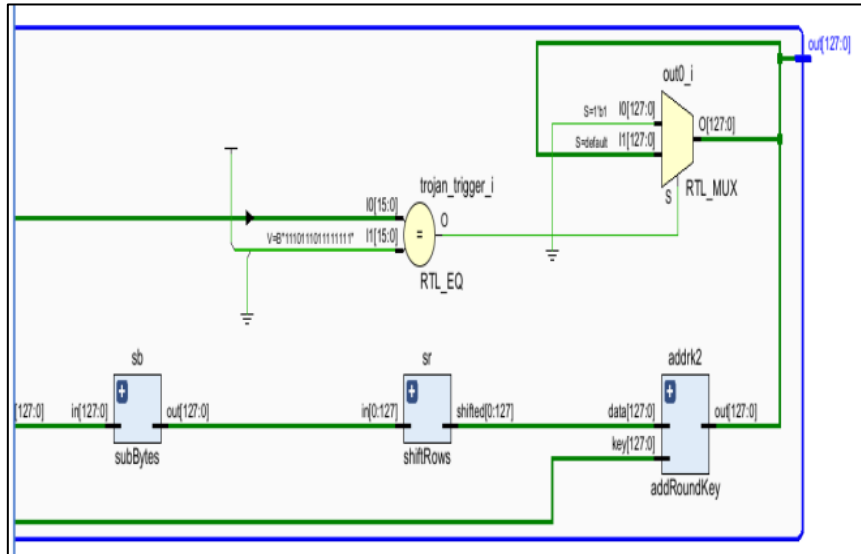 out[127:0]
out0_i
S=1'b1 I0[127:0]
O[127:0]
S=default I1[127:0]
S RTL_MUX
trojan_trigger_i
I0[15:0]
O
V=B"1110111011111111" I1[15:0]
=
RTL_EQ
sb
sr
addrk2
[127:0] in[127:0] out[127:0] in[0:127] shifted[0:127] data[127:0] out[127:0]
key[127:0]
subBytes
shiftRows
addRoundKey